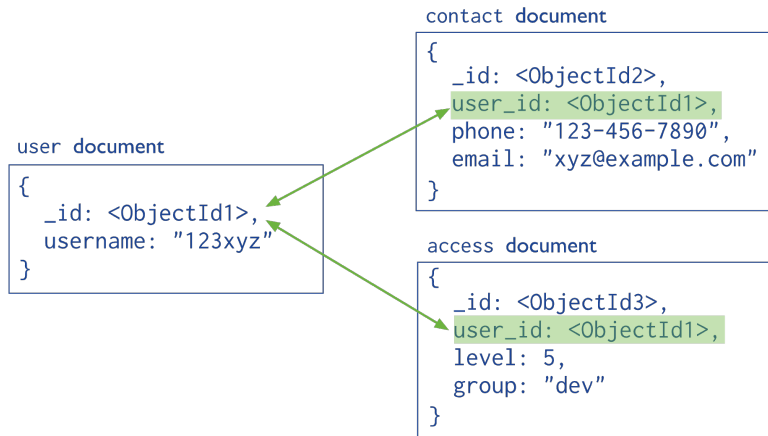 user document
{
_id: <ObjectId1>,
username: "123xyz"
}
contact document
{
_id: <ObjectId2>,
user_id: <ObjectId1>,
phone: "123-456-7890",
email: "xyz@example.com"
}
access document
{
_id: <ObjectId3>,
user_id: <ObjectId1>,
level: 5,
group: "dev"
}